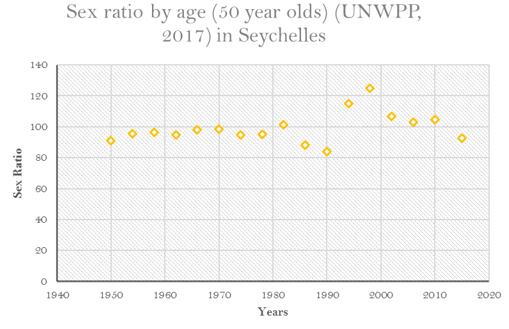 Sex ratio by age (50 year olds) (UNWPP,
2017) in Seychelles
140
120
100
80
60
40
20
0
Sex Ratio
1940 1950 1960 1970 1980 1990 2000 2010 2020
Years